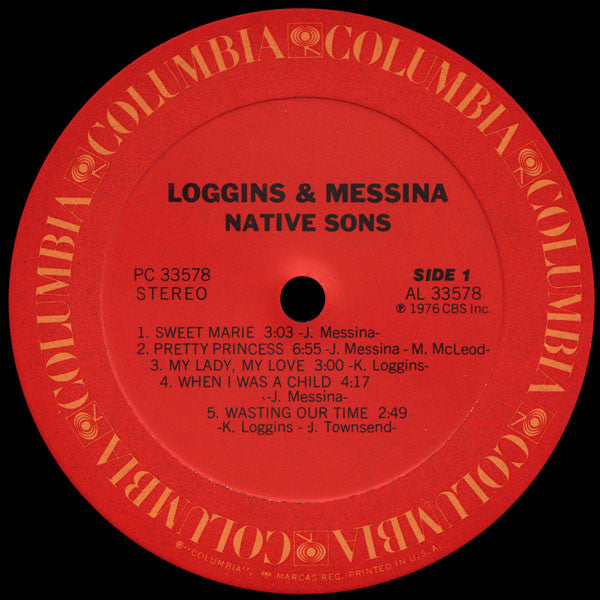 COLUMBIA COLUMBIA COLUMBIA COLUMBIA COLUMBIA COLUMBIA COLUMBIA COLUMBIA
LOGGINS & MESSINA
NATIVE SONS
PC 33578
STEREO
SIDE 1
AL 33578
℗ 1976 CBS Inc.
1. SWEET MARIE 3:03 -J. Messina-
2. PRETTY PRINCESS 6:55 -J. Messina - M. McLeod-
3. MY LADY, MY LOVE 3:00 -K. Loggins-
4. WHEN I WAS A CHILD 4:17
-J. Messina-
5. WASTING OUR TIME 2:49
-K. Loggins - J. Townsend-
®"COLUMBIA", MARCAS REG. PRINTED IN U.S.A.